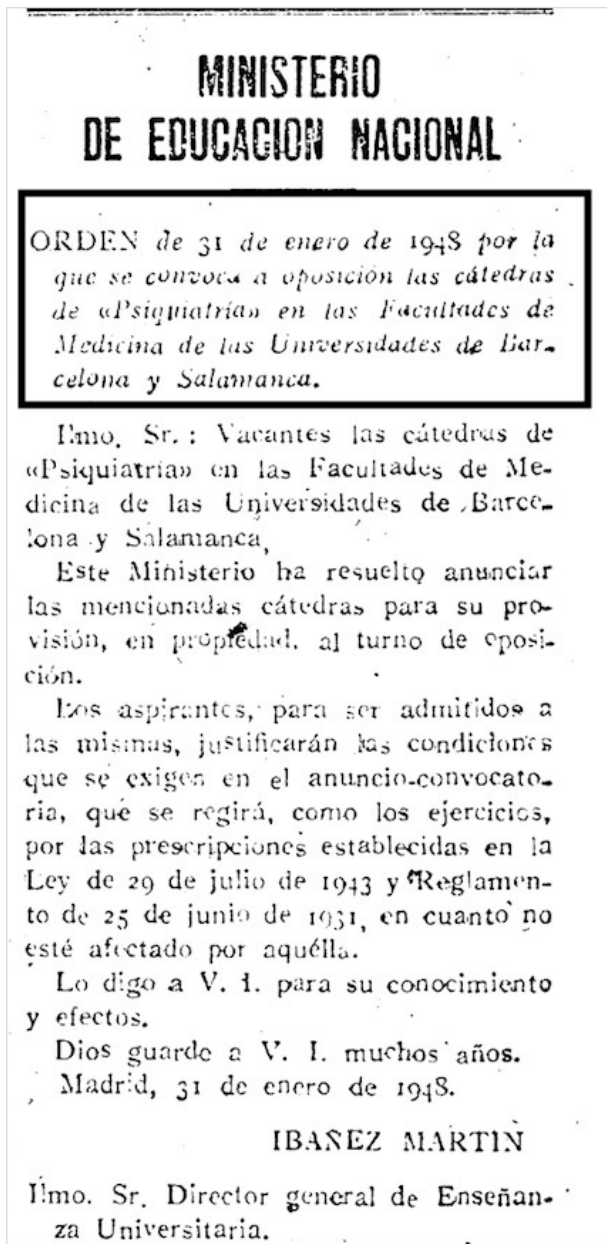 MINISTERIO
DE EDUCACION NACIONAL
ORDEN de 31 de enero de 1948 por la
que se convoca a oposición las cátedras
de «Psiquiatría» en las Facultades de
Medicina de las Universidades de Bar-
celona y Salamanca.
Ilmo. Sr.: Vacantes las cátedras de
«Psiquiatría» en las Facultades de Me-
dicina de las Universidades de Barce-
lona y Salamanca,
Este Ministerio ha resuelto anunciar
las mencionadas cátedras para su pro-
visión, en propiedad, al turno de oposi-
ción.
Los aspirantes, para ser admitidos a
las mismas, justificarán las condiciones
que se exigen en el anuncio-convocato-
ria, que se regirá, como los ejercicios,
por las prescripciones establecidas en la
Ley de 29 de julio de 1943 y Reglamen-
to de 25 de junio de 1931, en cuanto no
esté afectado por aquélla.
Lo digo a V. I. para su conocimiento
y efectos.
Dios guarde a V. I. muchos años.
Madrid, 31 de enero de 1948.
IBAÑEZ MARTIN
Ilmo. Sr. Director general de Enseñan-
za Universitaria.